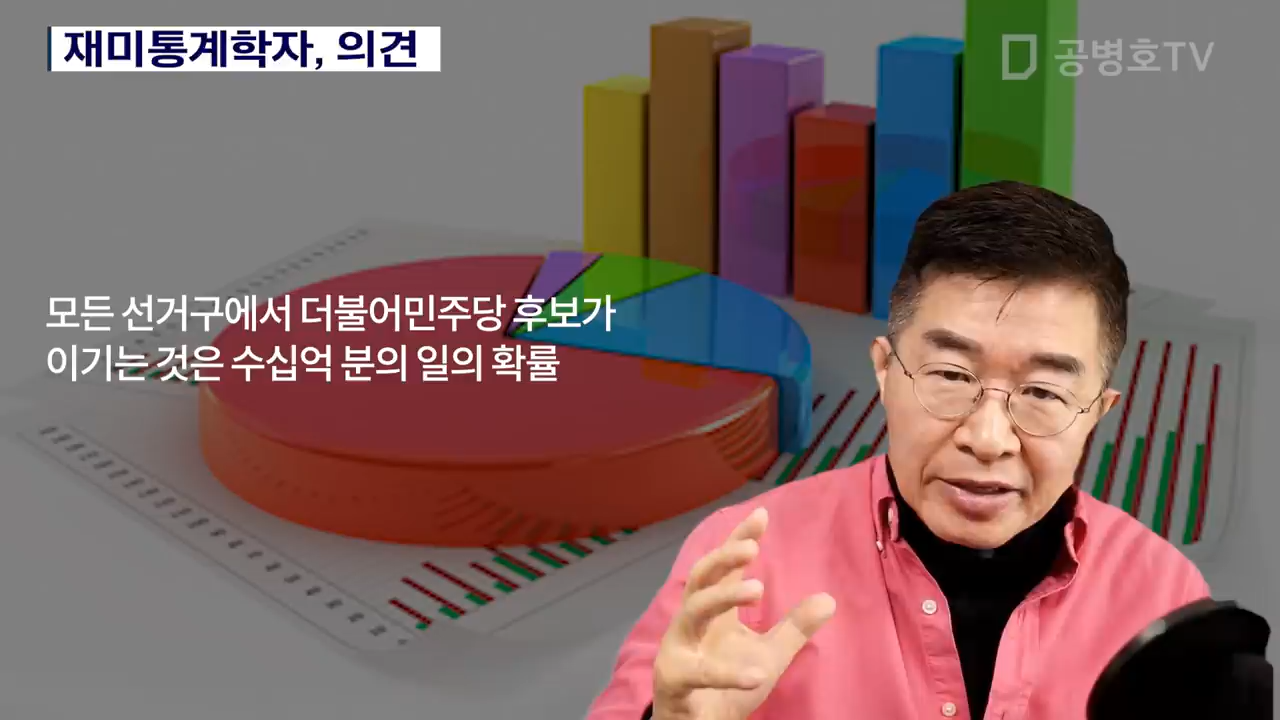 재미통계학자, 의견
공병호TV
모든 선거구에서 더불어민주당 후보가
이기는 것은 수십억 분의 일의 확률